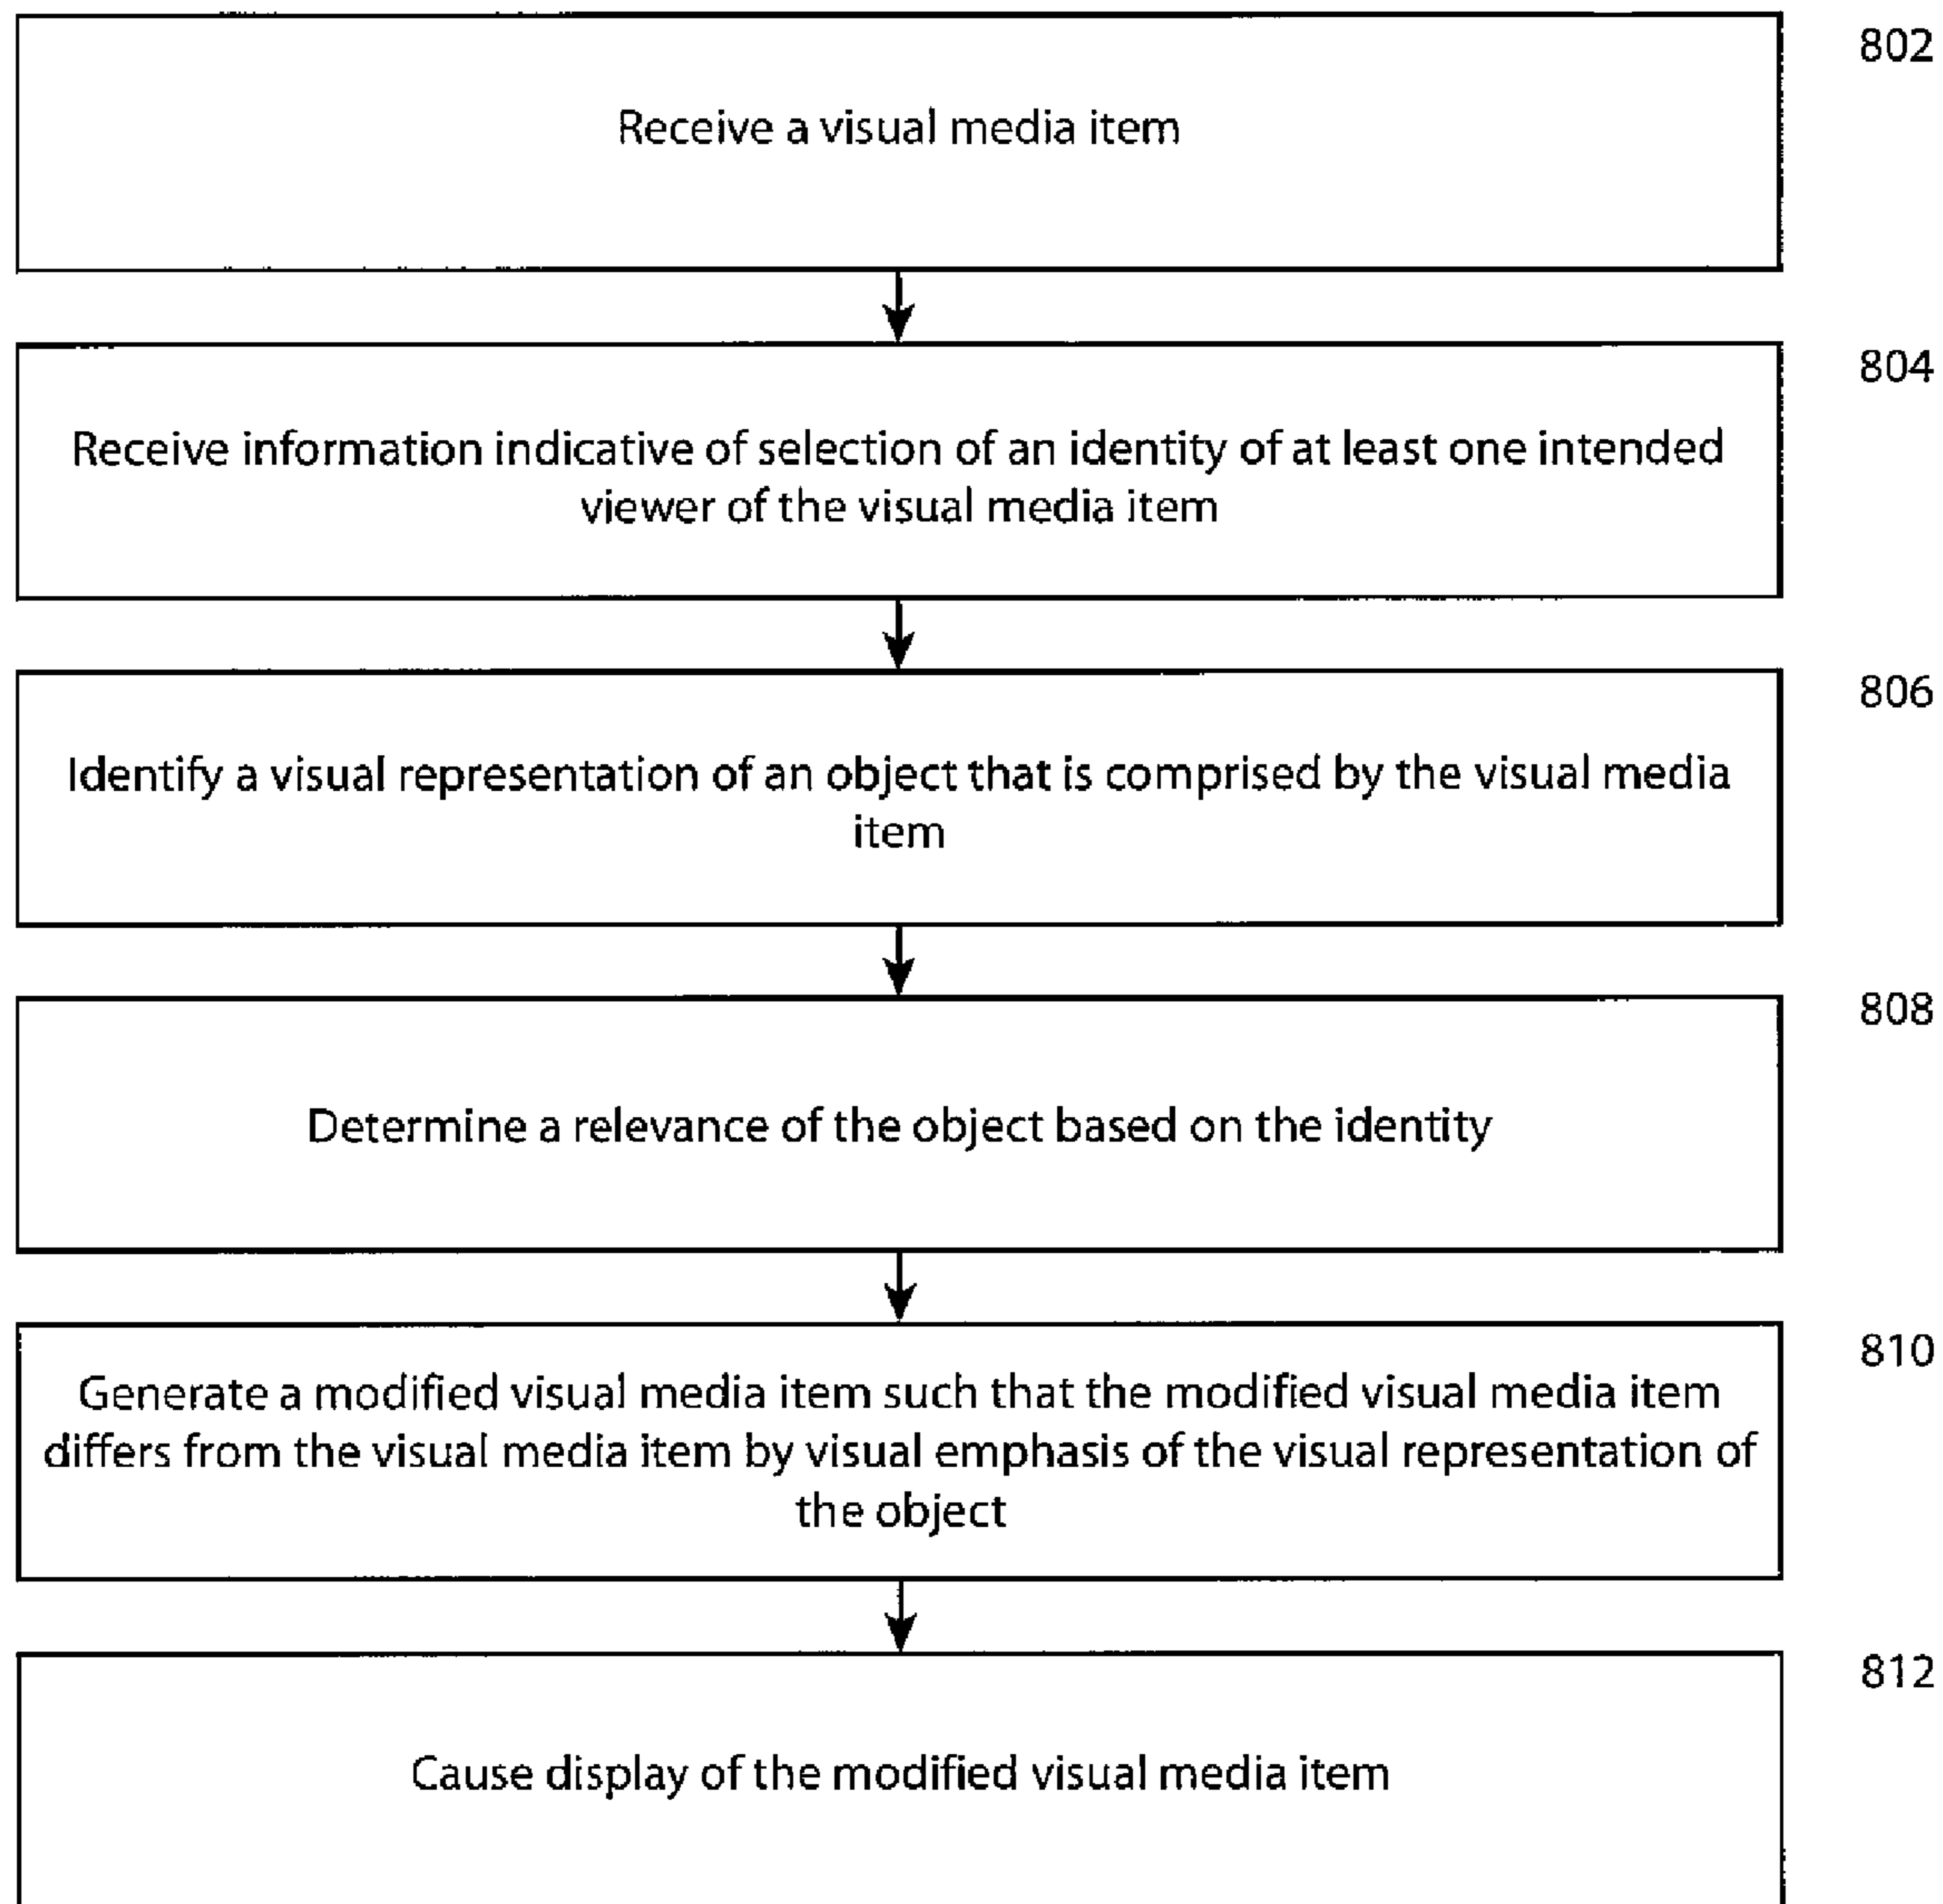 802
Receive a visual media item
804
Receive information indicative of selection of an identity of at least one intended
viewer of the visual media item
806
Identify a visual representation of an object that is comprised by the visual media
item
808
Determine a relevance of the object based on the identity
810
Generate a modified visual media item such that the modified visual media item
differs from the visual media item by visual emphasis of the visual representation of
the object
812
Cause display of the modified visual media item